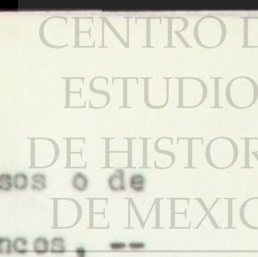 CENTRO D
ESTUDIO
DE HISTOR
sos o de
DE MEXIC
ncos, --